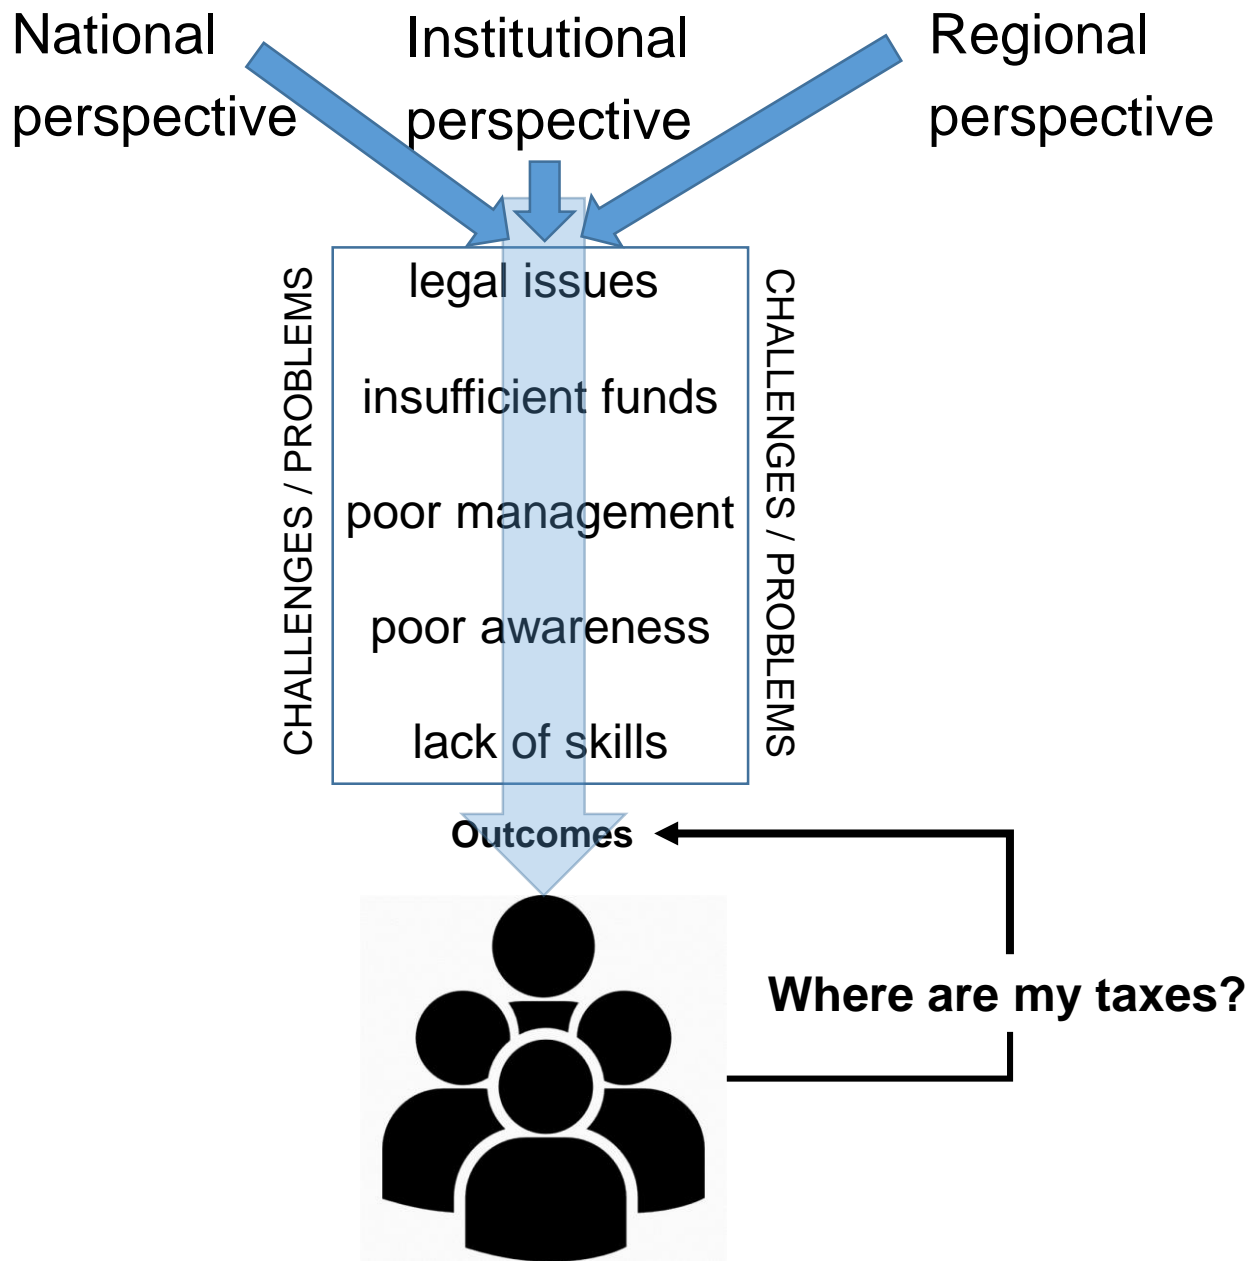 National
perspective
Institutional
perspective
Regional
perspective
CHALLENGES / PROBLEMS
legal issues
insufficient funds
poor management
poor awareness
lack of skills
CHALLENGES / PROBLEMS
Outcomes
Where are my taxes?